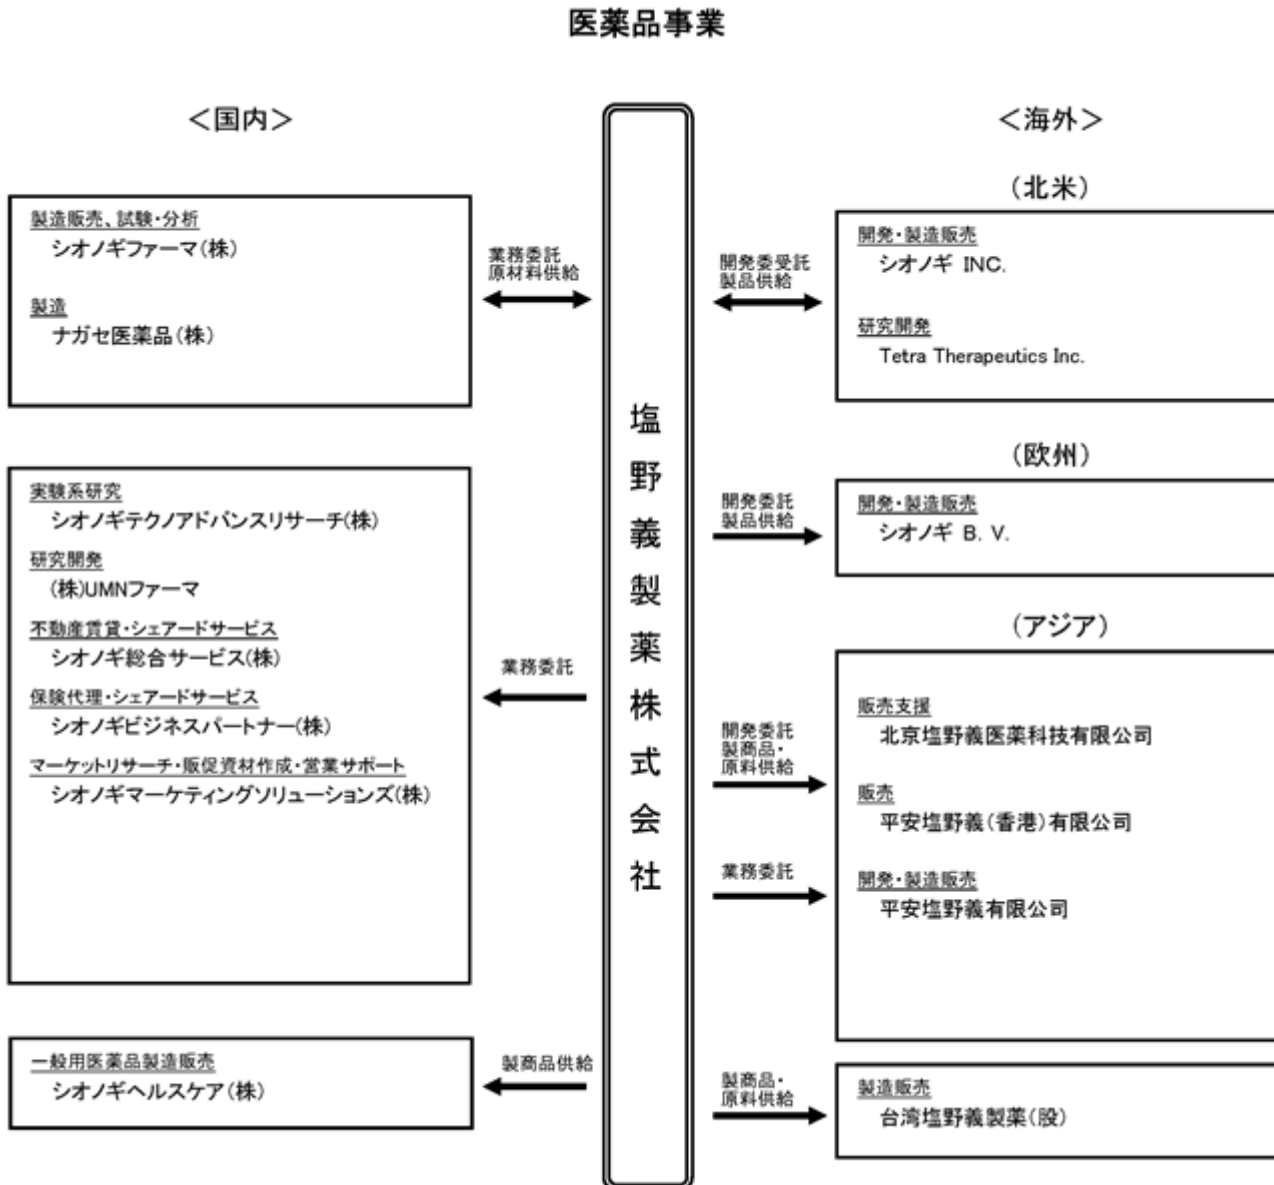 医薬品事業
＜国内＞
製造販売、試験・分析
シオノギファーマ(株)
製造
ナガセ医薬品(株)
業務委託
原材料供給
実験系研究
シオノギテクノアドバンスリサーチ(株)
研究開発
(株)UMNファーマ
不動産賃貸・シェアードサービス
シオノギ総合サービス(株)
保険代理・シェアードサービス
シオノギビジネスパートナー(株)
マーケットリサーチ・販促資材作成・営業サポート
シオノギマーケティングソリューションズ(株)
業務委託
一般用医薬品製造販売
シオノギヘルスケア(株)
製商品供給
塩野義製薬株式会社
＜海外＞
(北米)
開発委受託
製品供給
開発・製造販売
シオノギ INC.
研究開発
Tetra Therapeutics Inc.
(欧州)
開発委託
製品供給
開発・製造販売
シオノギ B. V.
(アジア)
開発委託
製商品・
原料供給
業務委託
販売支援
北京塩野義医薬科技有限公司
販売
平安塩野義(香港)有限公司
開発・製造販売
平安塩野義有限公司
製商品・
原料供給
製造販売
台湾塩野義製薬(股)